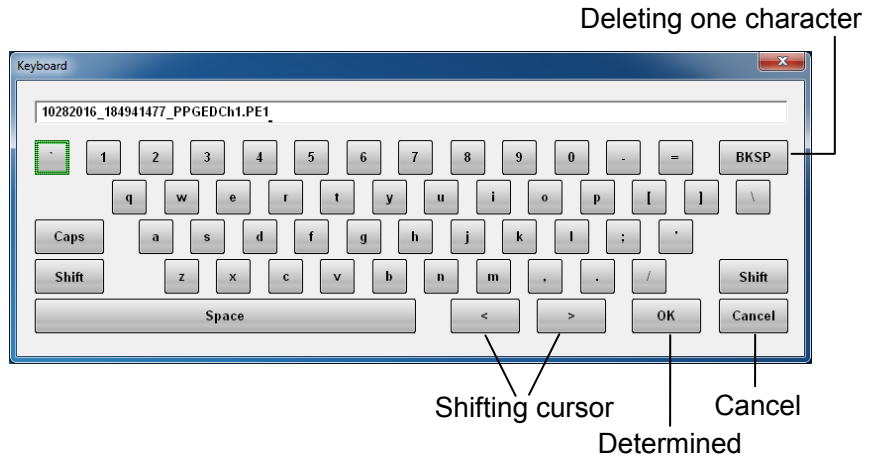 Deleting one character
Keyboard
x
10282016_184941477_PPGEDCh1.PE1
` 1 2 3 4 5 6 7 8 9 0 - = BKSP
q w e r t y u i o p [ ] \
Caps a s d f g h j k l ; '
Shift z x c v b n m , . / Shift
Space < > OK Cancel
Shifting cursor Cancel
Determined